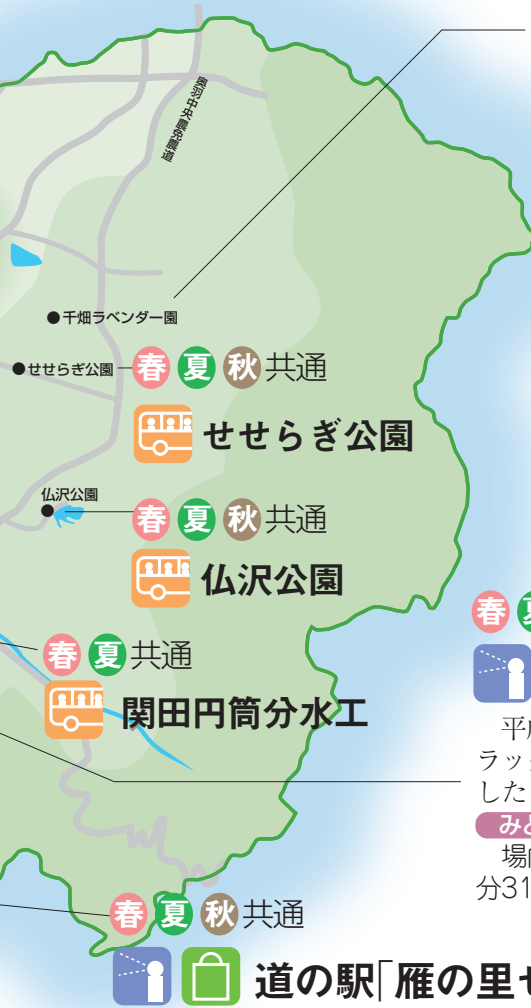 奥羽中央農免農道
●千畑ラベンダー園
●せせらぎ公園
春 夏 秋 共通
せせらぎ公園
仏沢公園
春 夏 秋 共通
仏沢公園
春 夏 共通
関田円筒分水工
春
ラッ
した
場
分31
春 夏 秋 共通
道の駅「雁の里